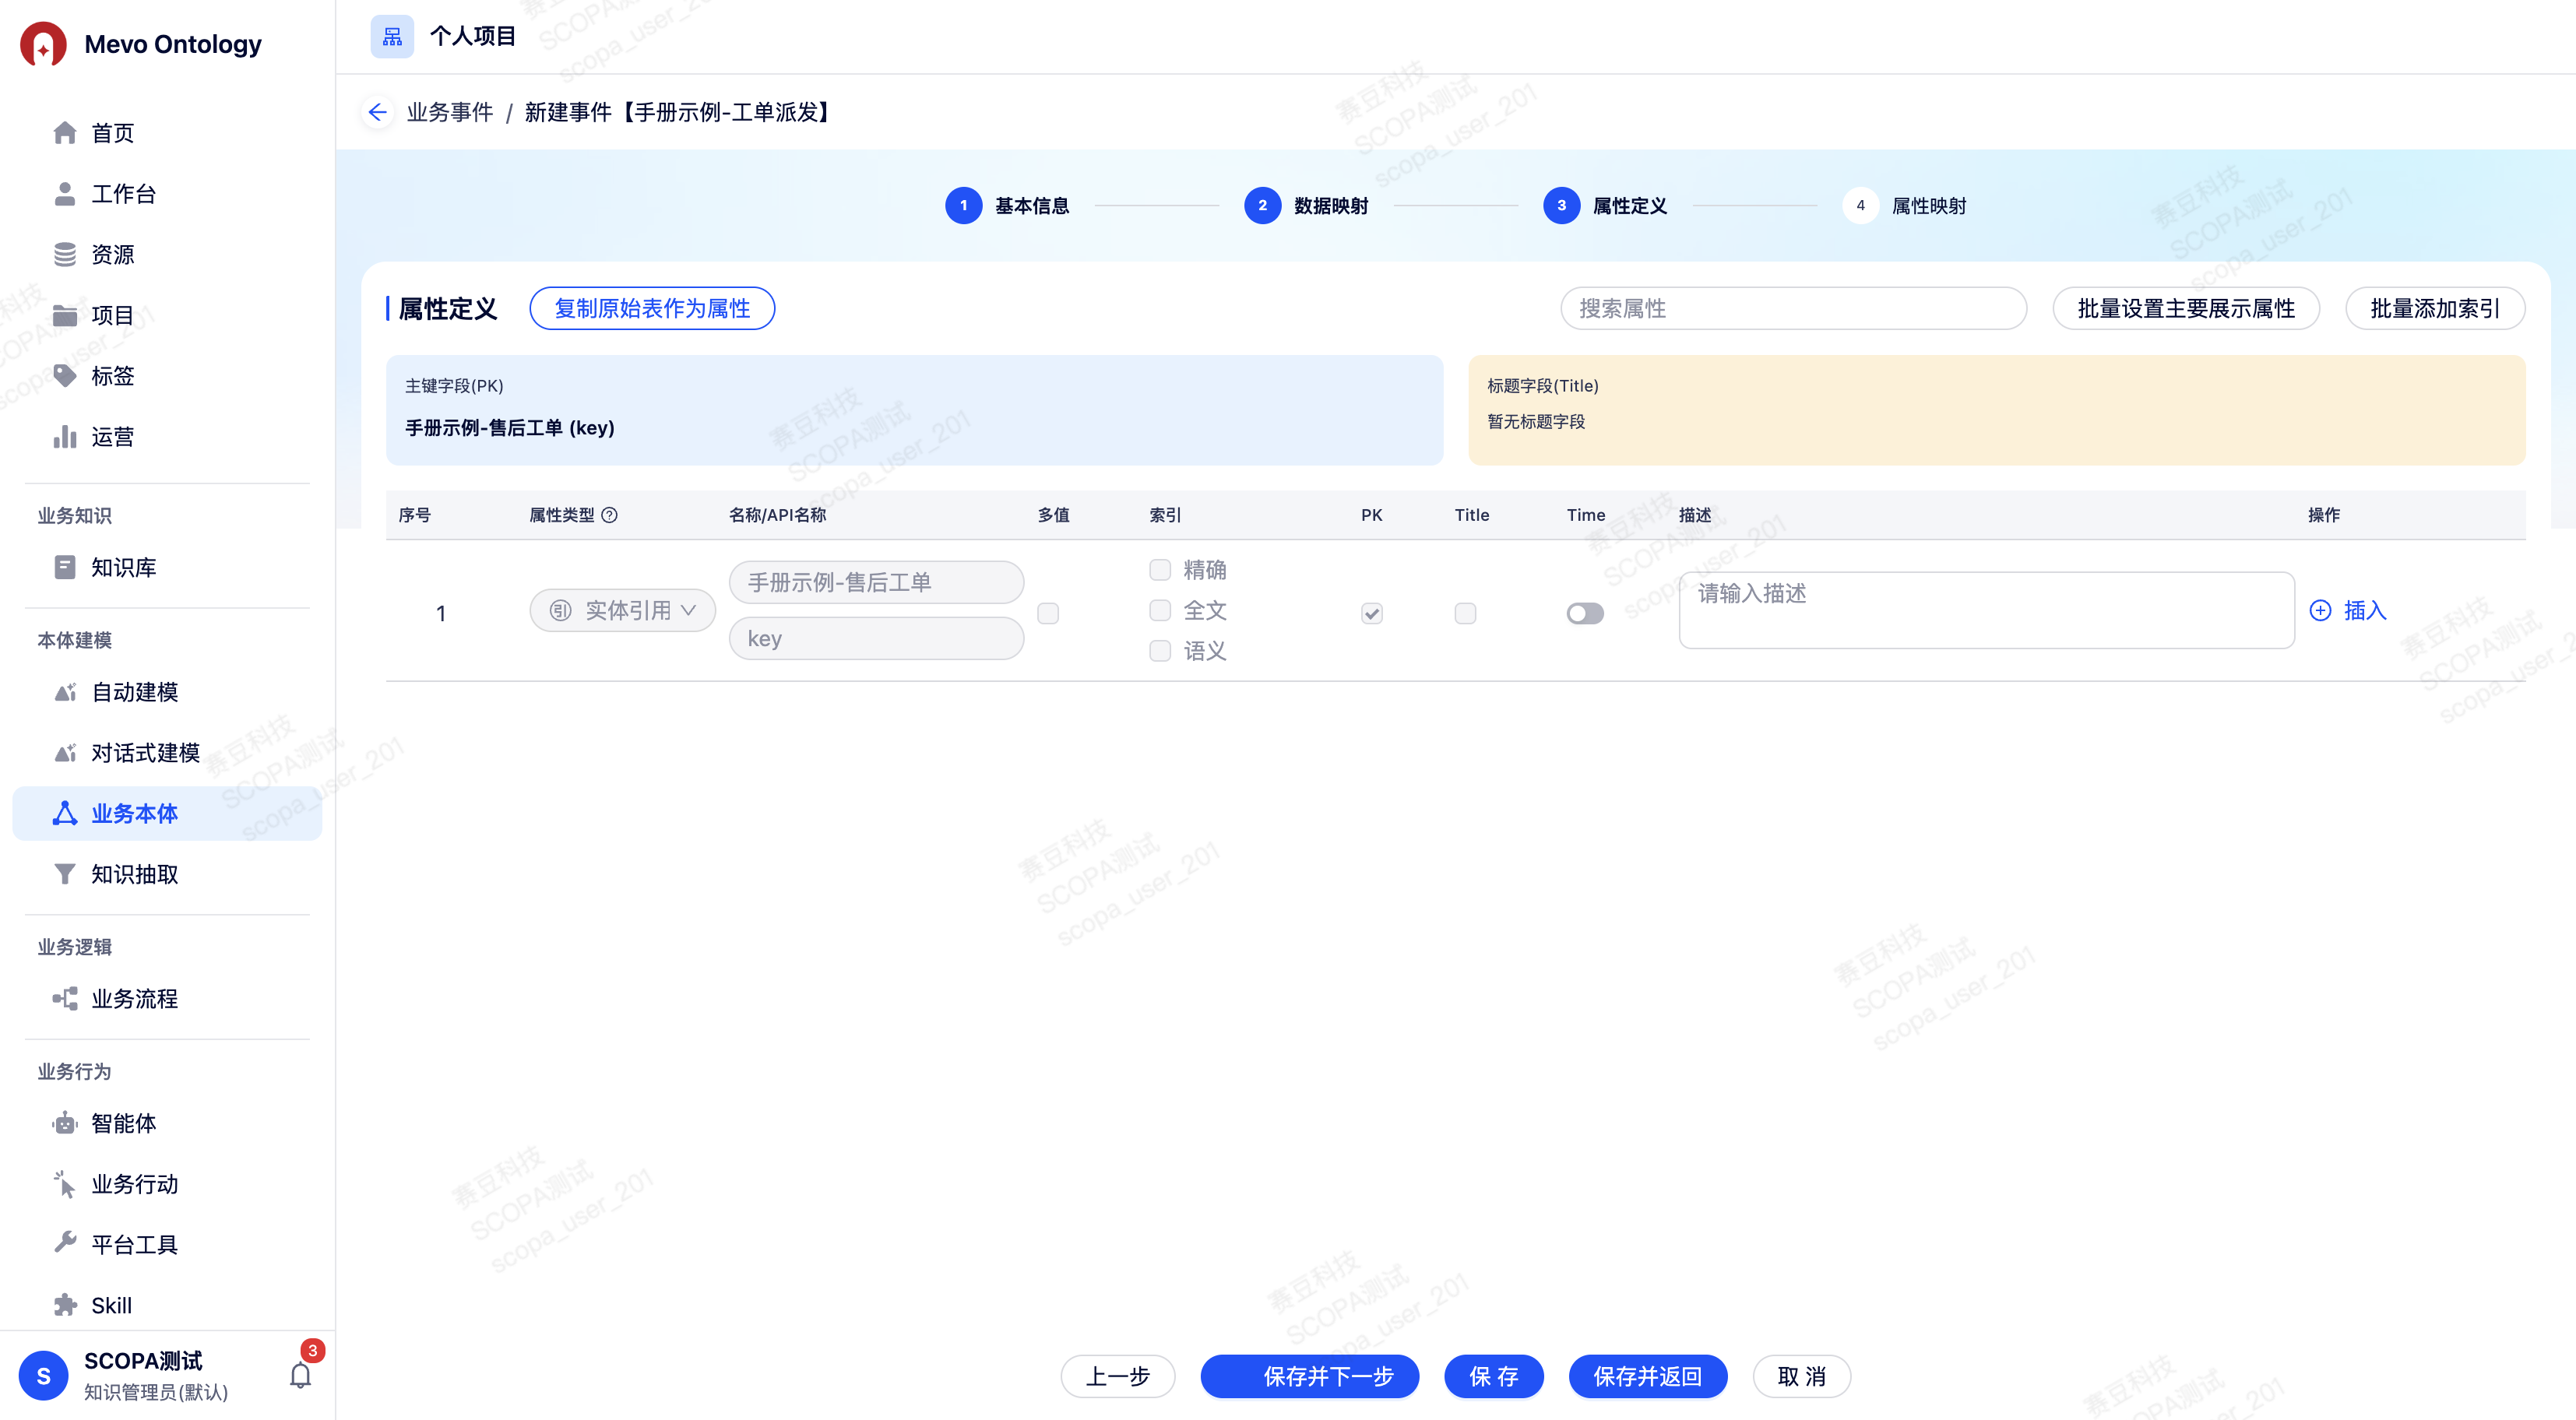 Mevo Ontology
首页
工作台
资源
项目
标签
运营
业务知识
知识库
本体建模
自动建模
对话式建模
业务本体
知识抽取
业务逻辑
业务流程
业务行为
智能体
业务行动
平台工具
Skill
S
SCOPA测试
知识管理员(默认)
3
个人项目
业务事件 / 新建事件【手册示例-工单派发】
1 基本信息 2 数据映射 3 属性定义 4 属性映射
属性定义 复制原始表作为属性 搜索属性 批量设置主要展示属性 批量添加索引
主键字段(PK)
手册示例-售后工单 (key)
标题字段(Title)
暂无标题字段
序号 属性类型 名称/API名称 多值 索引 PK Title Time 描述 操作
1 引 实体引用 手册示例-售后工单
key
精确
全文
语义
请输入描述
插入
上一步 保存并下一步 保 存 保存并返回 取 消
赛豆科技
SCOPA测试
scopa_user_201